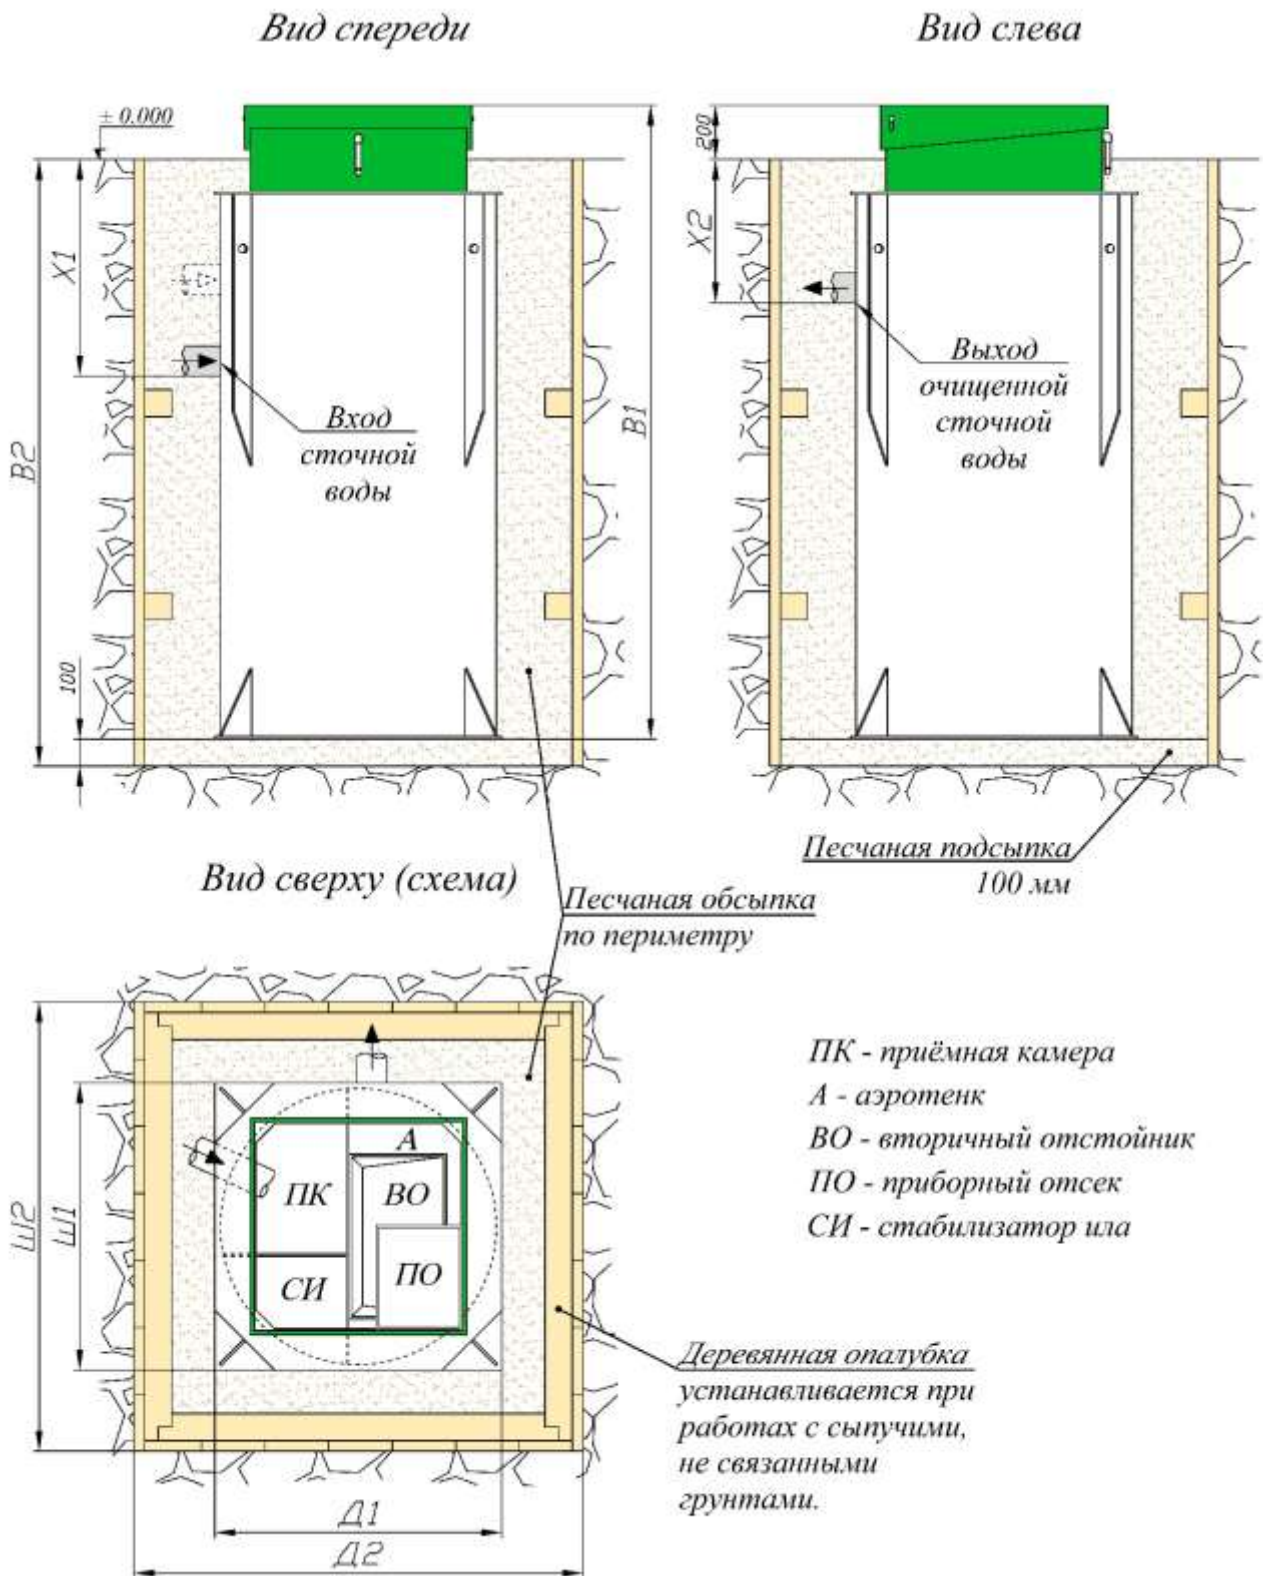 Вид спереди
Вид слева
± 0.000
200
X1
X2
B1
B2
100
Вход
сточной
воды
Выход
очищенной
сточной
воды
Песчаная подсыпка
100 мм
Вид сверху (схема)
Песчаная обсыпка
по периметру
А
ПК
ВО
СИ
ПО
Ш2
Ш1
Д1
Д2
ПК - приёмная камера
А - аэротенк
ВО - вторичный отстойник
ПО - приборный отсек
СИ - стабилизатор ила
Деревянная опалубка
устанавливается при
работах с сыпучими,
не связанными
грунтами.